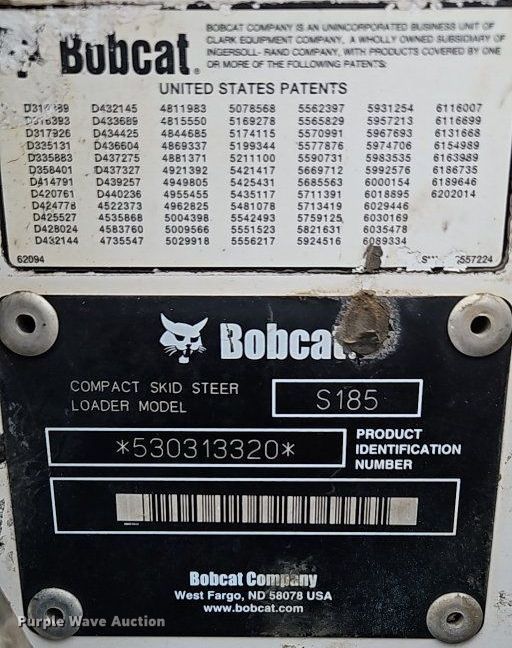 Bobcat.
BOBCAT COMPANY IS AN UNINCORPORATED BUSINESS UNIT OF
CLARK EQUIPMENT COMPANY, A WHOLLY OWNED SUBSIDIARY OF
INGERSOLL- RAND COMPANY, WITH PRODUCTS COVERED BY ONE
OR MORE OF THE FOLLOWING PATENTS:
UNITED STATES PATENTS
D432145 4811983 5078568 5562397 5931254 6116007
D316393 D433689 4815550 5169278 5565829 5957213 6116699
D317926 D434425 4844685 5174115 5570991 5967693 6131668
D335131 D436604 4869337 5199344 5577876 5974706 6154989
D335883 D437275 4881371 5211100 5590731 5983535 6163989
D358401 D437327 4921392 5421417 5669712 5992576 6186735
D414791 D439257 4949805 5425431 5685563 6000154 6189646
D420761 D440236 4955455 5435117 5711391 6018895 6202014
D424778 4522373 4962825 5481078 5713419 6029446
D425527 4535868 5004398 5542493 5759125 6030169
D428024 4583760 5009566 5551523 5821631 6035478
D432144 4735547 5029918 5556217 5924516 6089334
62094
Bobcat
COMPACT SKID STEER
LOADER MODEL
S185
*530313320*
PRODUCT
IDENTIFICATION
NUMBER
Bobcat Company
West Fargo, ND 58078 USA
www.bobcat.com
Purple Wave Auction